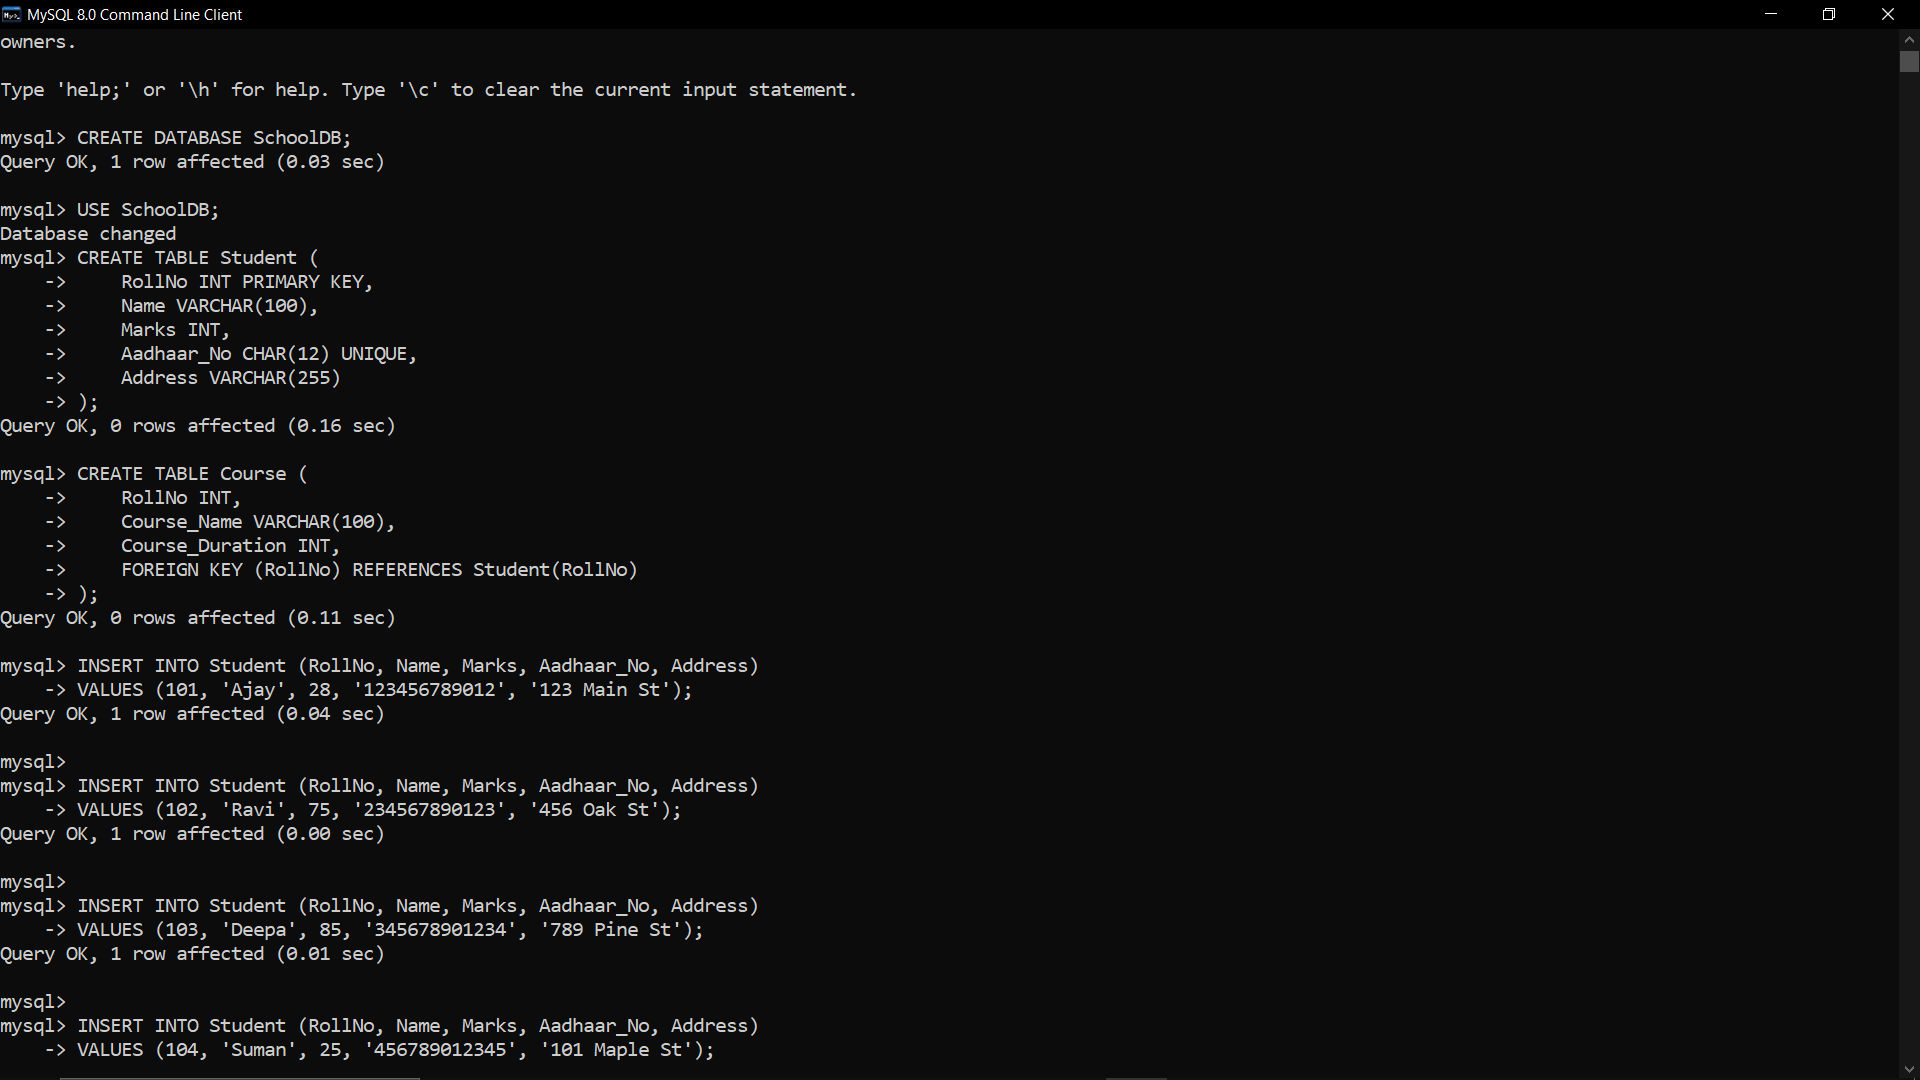 MySQL 8.0 Command Line Client
owners.
Type 'help;' or '\h' for help. Type '\c' to clear the current input statement.
mysql> CREATE DATABASE SchoolDB;
Query OK, 1 row affected (0.03 sec)
mysql> USE SchoolDB;
Database changed
mysql> CREATE TABLE Student (
    ->     RollNo INT PRIMARY KEY,
    ->     Name VARCHAR(100),
    ->     Marks INT,
    ->     Aadhaar_No CHAR(12) UNIQUE,
    ->     Address VARCHAR(255)
    -> );
Query OK, 0 rows affected (0.16 sec)
mysql> CREATE TABLE Course (
    ->     RollNo INT,
    ->     Course_Name VARCHAR(100),
    ->     Course_Duration INT,
    ->     FOREIGN KEY (RollNo) REFERENCES Student(RollNo)
    -> );
Query OK, 0 rows affected (0.11 sec)
mysql> INSERT INTO Student (RollNo, Name, Marks, Aadhaar_No, Address)
    -> VALUES (101, 'Ajay', 28, '123456789012', '123 Main St');
Query OK, 1 row affected (0.04 sec)
mysql>
mysql> INSERT INTO Student (RollNo, Name, Marks, Aadhaar_No, Address)
    -> VALUES (102, 'Ravi', 75, '234567890123', '456 Oak St');
Query OK, 1 row affected (0.00 sec)
mysql>
mysql> INSERT INTO Student (RollNo, Name, Marks, Aadhaar_No, Address)
    -> VALUES (103, 'Deepa', 85, '345678901234', '789 Pine St');
Query OK, 1 row affected (0.01 sec)
mysql>
mysql> INSERT INTO Student (RollNo, Name, Marks, Aadhaar_No, Address)
    -> VALUES (104, 'Suman', 25, '456789012345', '101 Maple St');